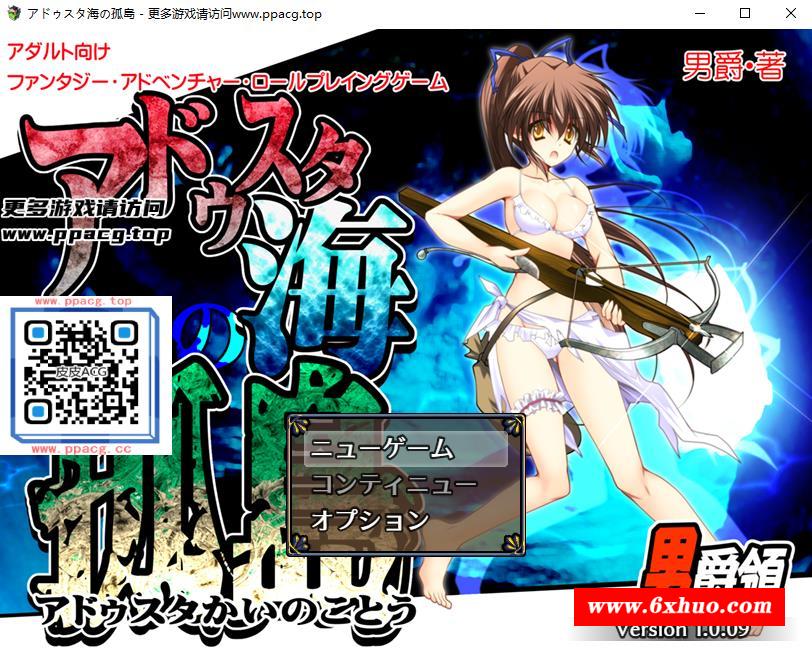 アドゥスタ海の孤島 - 更多游戏请访问www.ppacg.top
アダルト向け
ファンタジー・アドベンチャー・ロールプレイングゲーム
男爵・著
アドゥスタ
海
の
孤島
更多游戏请访问
www.ppacg.top
www.ppacg.top
皮皮ACG
www.ppacg.cc
ニューゲーム
コンティニュー
オプション
アドゥスタかいのことう
男爵領
www.6xhuo.com
Version 1.0.09